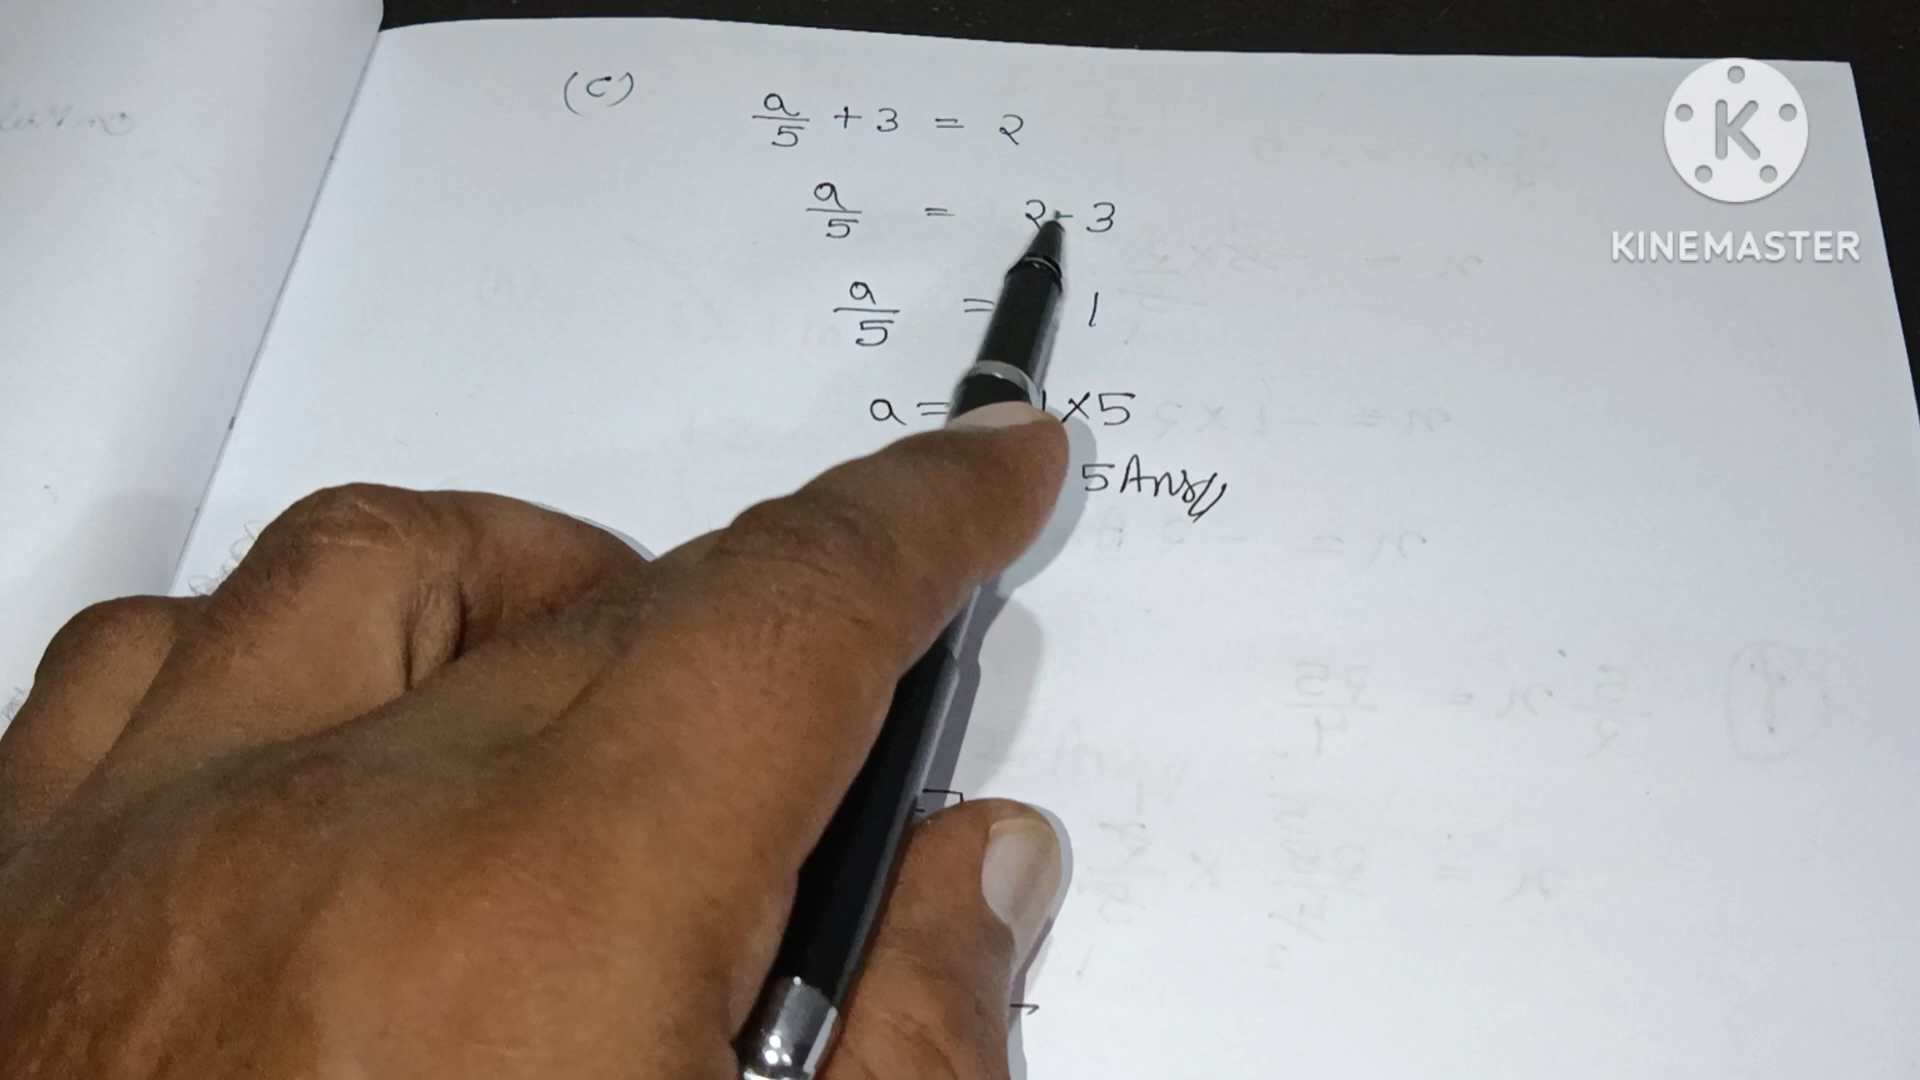 (c)
a/5 + 3 = 2
a/5 = 2 - 3
a/5 = 1
a = 1×5
5 Ans
K
KINEMASTER